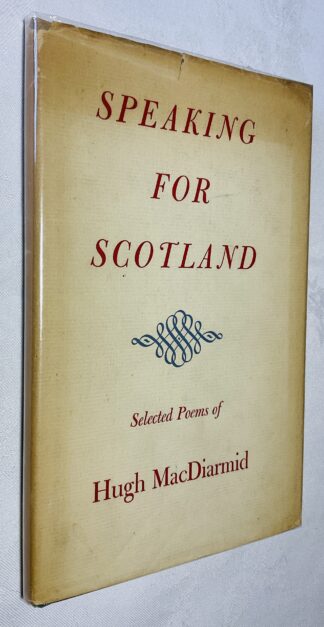 SPEAKING
FOR
SCOTLAND
Selected Poems of
Hugh MacDiarmid